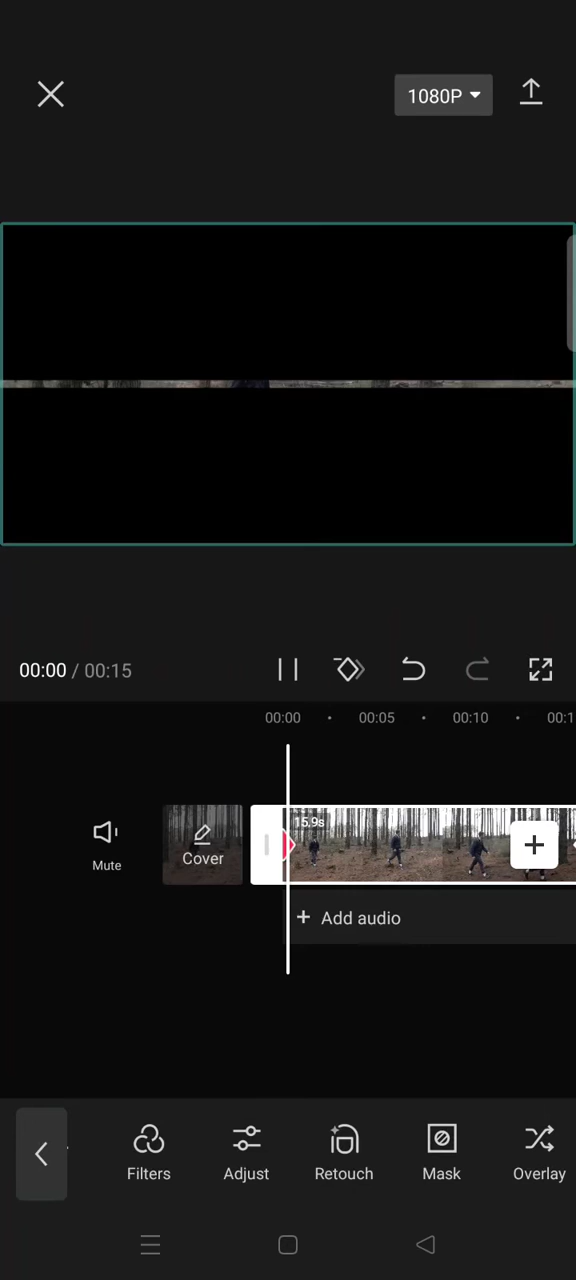 1080P
00:00 / 00:15
00:00 00:05 00:10 00:1
15.9s
Mute
Cover
+ Add audio
Filters Adjust Retouch Mask Overlay